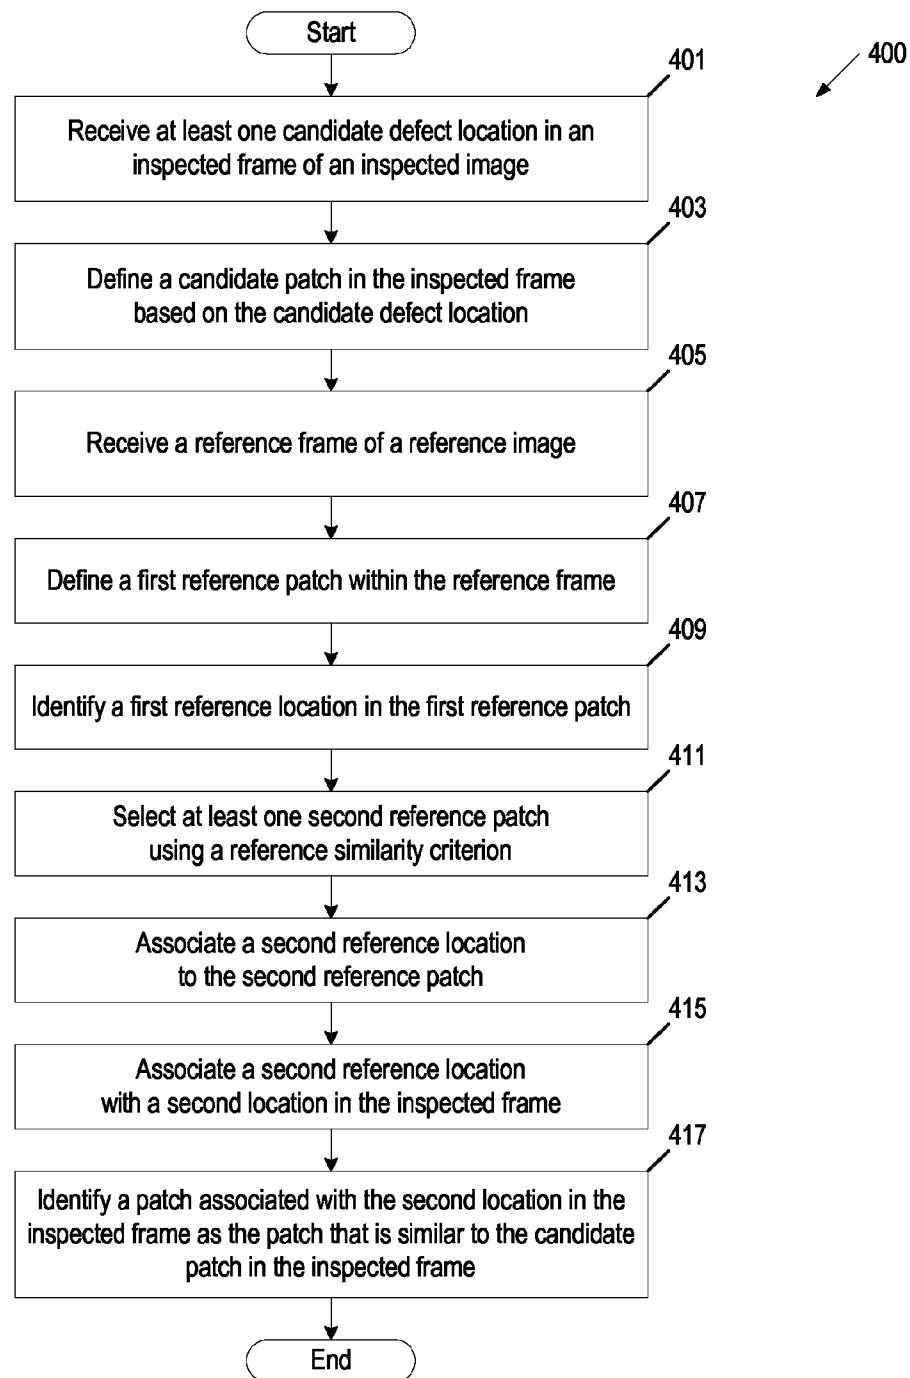 Start
400
401
Receive at least one candidate defect location in an
inspected frame of an inspected image
403
Define a candidate patch in the inspected frame
based on the candidate defect location
405
Receive a reference frame of a reference image
407
Define a first reference patch within the reference frame
409
Identify a first reference location in the first reference patch
411
Select at least one second reference patch
using a reference similarity criterion
413
Associate a second reference location
to the second reference patch
415
Associate a second reference location
with a second location in the inspected frame
417
Identify a patch associated with the second location in the
inspected frame as the patch that is similar to the candidate
patch in the inspected frame
End